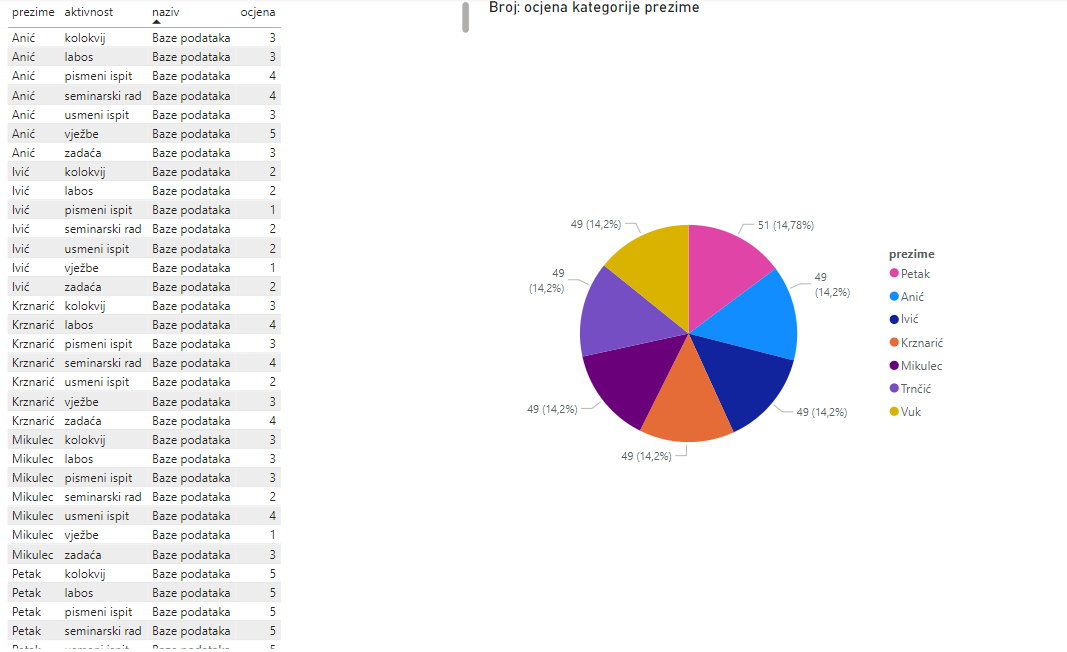 prezime aktivnost naziv ocjena
Anić kolokvij Baze podataka 3
Anić labos Baze podataka 3
Anić pismeni ispit Baze podataka 4
Anić seminarski rad Baze podataka 4
Anić usmeni ispit Baze podataka 3
Anić vježbe Baze podataka 5
Anić zadaća Baze podataka 3
Ivić kolokvij Baze podataka 2
Ivić labos Baze podataka 2
Ivić pismeni ispit Baze podataka 1
Ivić seminarski rad Baze podataka 2
Ivić usmeni ispit Baze podataka 2
Ivić vježbe Baze podataka 1
Ivić zadaća Baze podataka 2
Krznarić kolokvij Baze podataka 3
Krznarić labos Baze podataka 4
Krznarić pismeni ispit Baze podataka 3
Krznarić seminarski rad Baze podataka 4
Krznarić usmeni ispit Baze podataka 2
Krznarić vježbe Baze podataka 3
Krznarić zadaća Baze podataka 4
Mikulec kolokvij Baze podataka 3
Mikulec labos Baze podataka 3
Mikulec pismeni ispit Baze podataka 3
Mikulec seminarski rad Baze podataka 2
Mikulec usmeni ispit Baze podataka 4
Mikulec vježbe Baze podataka 1
Mikulec zadaća Baze podataka 3
Petak kolokvij Baze podataka 5
Petak labos Baze podataka 5
Petak pismeni ispit Baze podataka 5
Petak seminarski rad Baze podataka 5
Broj: ocjena kategorije prezime
49 (14,2%)
51 (14,78%)
49
(14,2%)
49
(14,2%)
49 (14,2%)
49 (14,2%)
49 (14,2%)
prezime
Petak
Anić
Ivić
Krznarić
Mikulec
Trnčić
Vuk